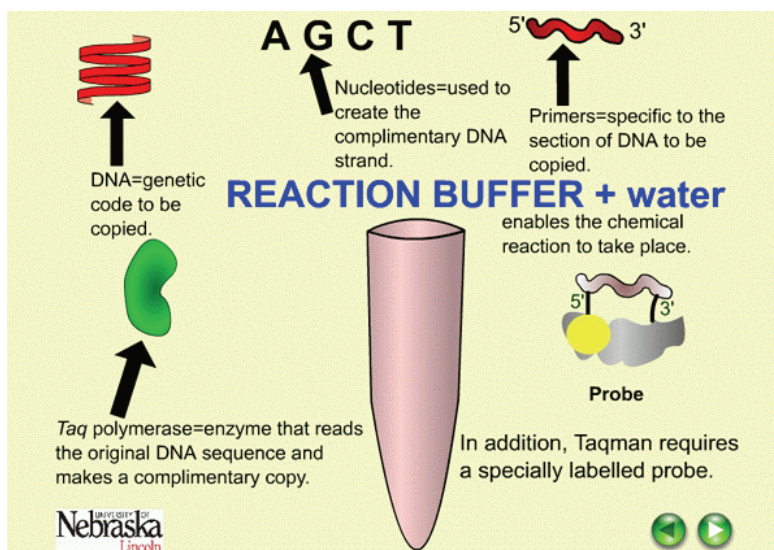 A G C T
5' 3'
Nucleotides=used to
create the
complimentary DNA
strand.
Primers=specific to the
section of DNA to be
copied.
DNA=genetic
code to be
copied.
REACTION BUFFER + water
enables the chemical
reaction to take place.
5' 3'
Probe
Taq polymerase=enzyme that reads
the original DNA sequence and
makes a complimentary copy.
In addition, Taqman requires
a specially labelled probe.
UNIVERSITY OF
Nebraska
Lincoln